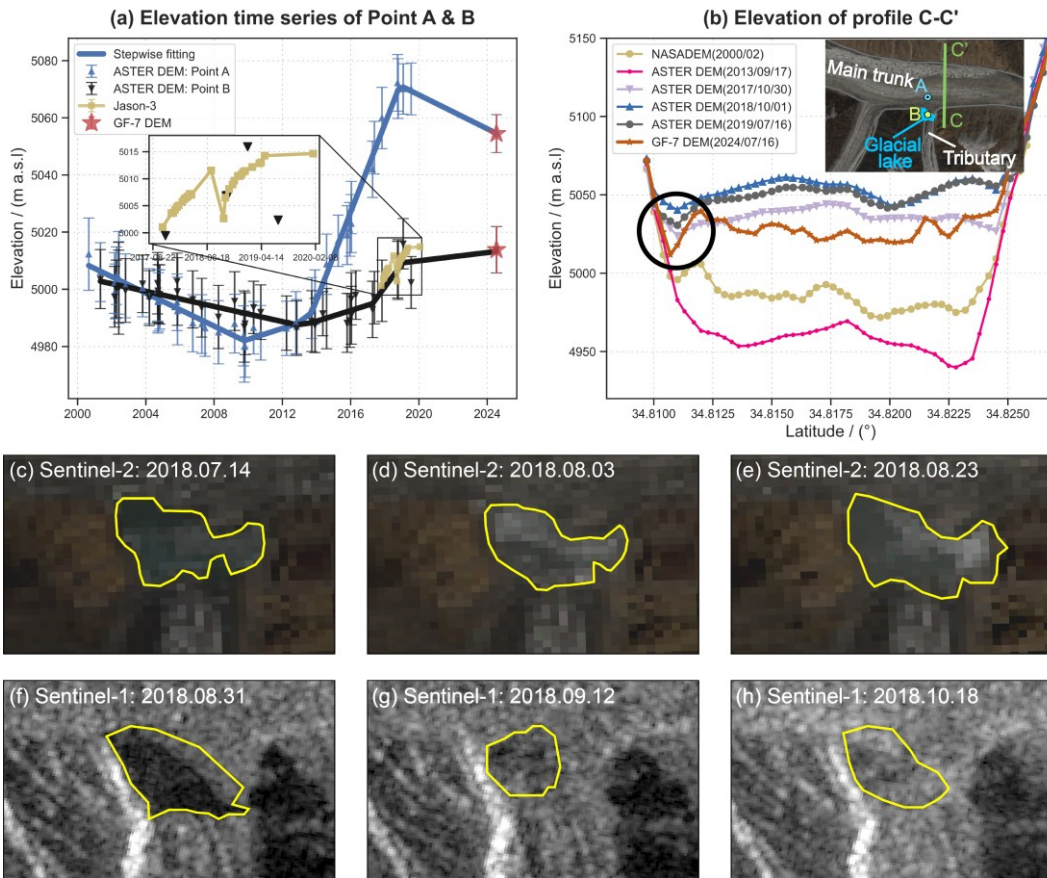 (a) Elevation time series of Point A & B
Elevation / (m a.s.l)
5080
5060
5040
5020
5000
4980
2000
2004
2008
2012
2016
2020
2024
Stepwise fitting
ASTER DEM: Point A
ASTER DEM: Point B
Jason-3
GF-7 DEM
5015
5010
5005
5000
2017-08-22
2018-06-18
2019-04-14
2020-02-08
(b) Elevation of profile C-C'
Elevation / (m a.s.l)
5150
5100
5050
5000
4950
34.8100
34.8125
34.8150
34.8175
34.8200
34.8225
34.8250
Latitude / (°)
NASADEM(2000/02)
ASTER DEM(2013/09/17)
ASTER DEM(2017/10/30)
ASTER DEM(2018/10/01)
ASTER DEM(2019/07/16)
GF-7 DEM(2024/07/16)
C'
Main trunk
A
B
C
Glacial
lake
Tributary
(c) Sentinel-2: 2018.07.14
(d) Sentinel-2: 2018.08.03
(e) Sentinel-2: 2018.08.23
(f) Sentinel-1: 2018.08.31
(g) Sentinel-1: 2018.09.12
(h) Sentinel-1: 2018.10.18